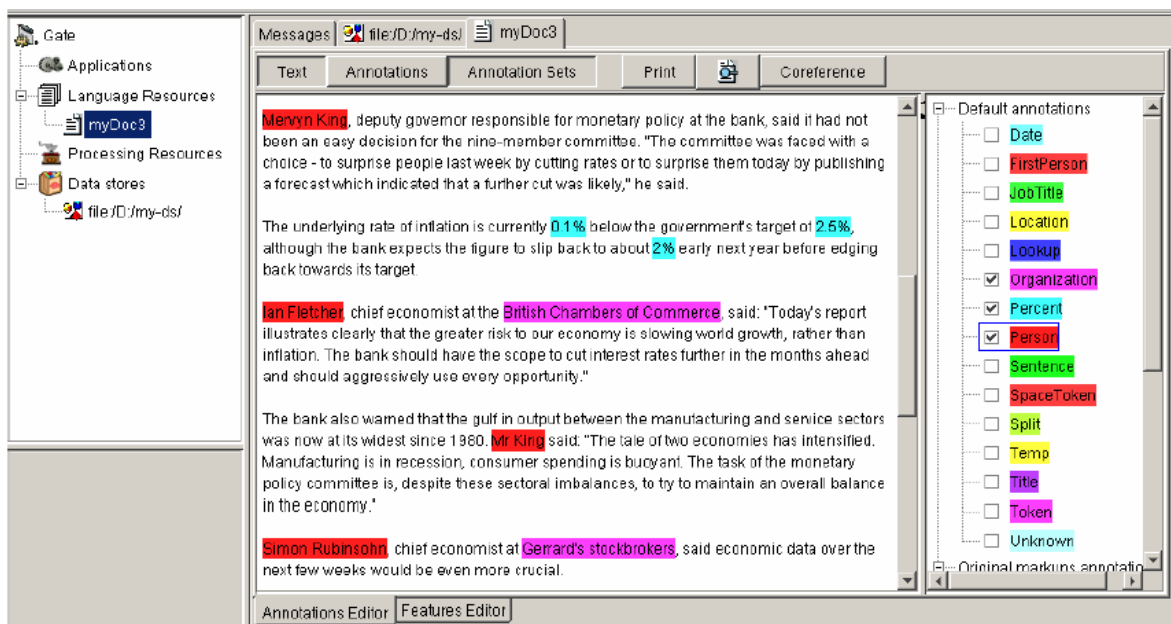 Gate
Applications
Language Resources
myDoc3
Processing Resources
Data stores
file:/D:/my-ds/
Messages file:/D:/my-ds/ myDoc3
Text Annotations Annotation Sets Print Coreference
Mervyn King, deputy governor responsible for monetary policy at the bank, said it had not
been an easy decision for the nine-member committee. "The committee was faced with a
choice - to surprise people last week by cutting rates or to surprise them today by publishing
a forecast which indicated that a further cut was likely," he said.
The underlying rate of inflation is currently 0.1% below the government's target of 2.5%,
although the bank expects the figure to slip back to about 2% early next year before edging
back towards its target.
Ian Fletcher, chief economist at the British Chambers of Commerce, said: "Today's report
illustrates clearly that the greater risk to our economy is slowing world growth, rather than
inflation. The bank should have the scope to cut interest rates further in the months ahead
and should aggressively use every opportunity."
The bank also warned that the gulf in output between the manufacturing and service sectors
was now at its widest since 1980. Mr King said: "The tale of two economies has intensified.
Manufacturing is in recession, consumer spending is buoyant. The task of the monetary
policy committee is, despite these sectoral imbalances, to try to maintain an overall balance
in the economy."
Simon Rubinsohn, chief economist at Gerrard's stockbrokers, said economic data over the
next few weeks would be even more crucial.
Default annotations
Date
FirstPerson
JobTitle
Location
Lookup
Organization
Percent
Person
Sentence
SpaceToken
Split
Temp
Title
Token
Unknown
Original markups annotatio
Annotations Editor Features Editor